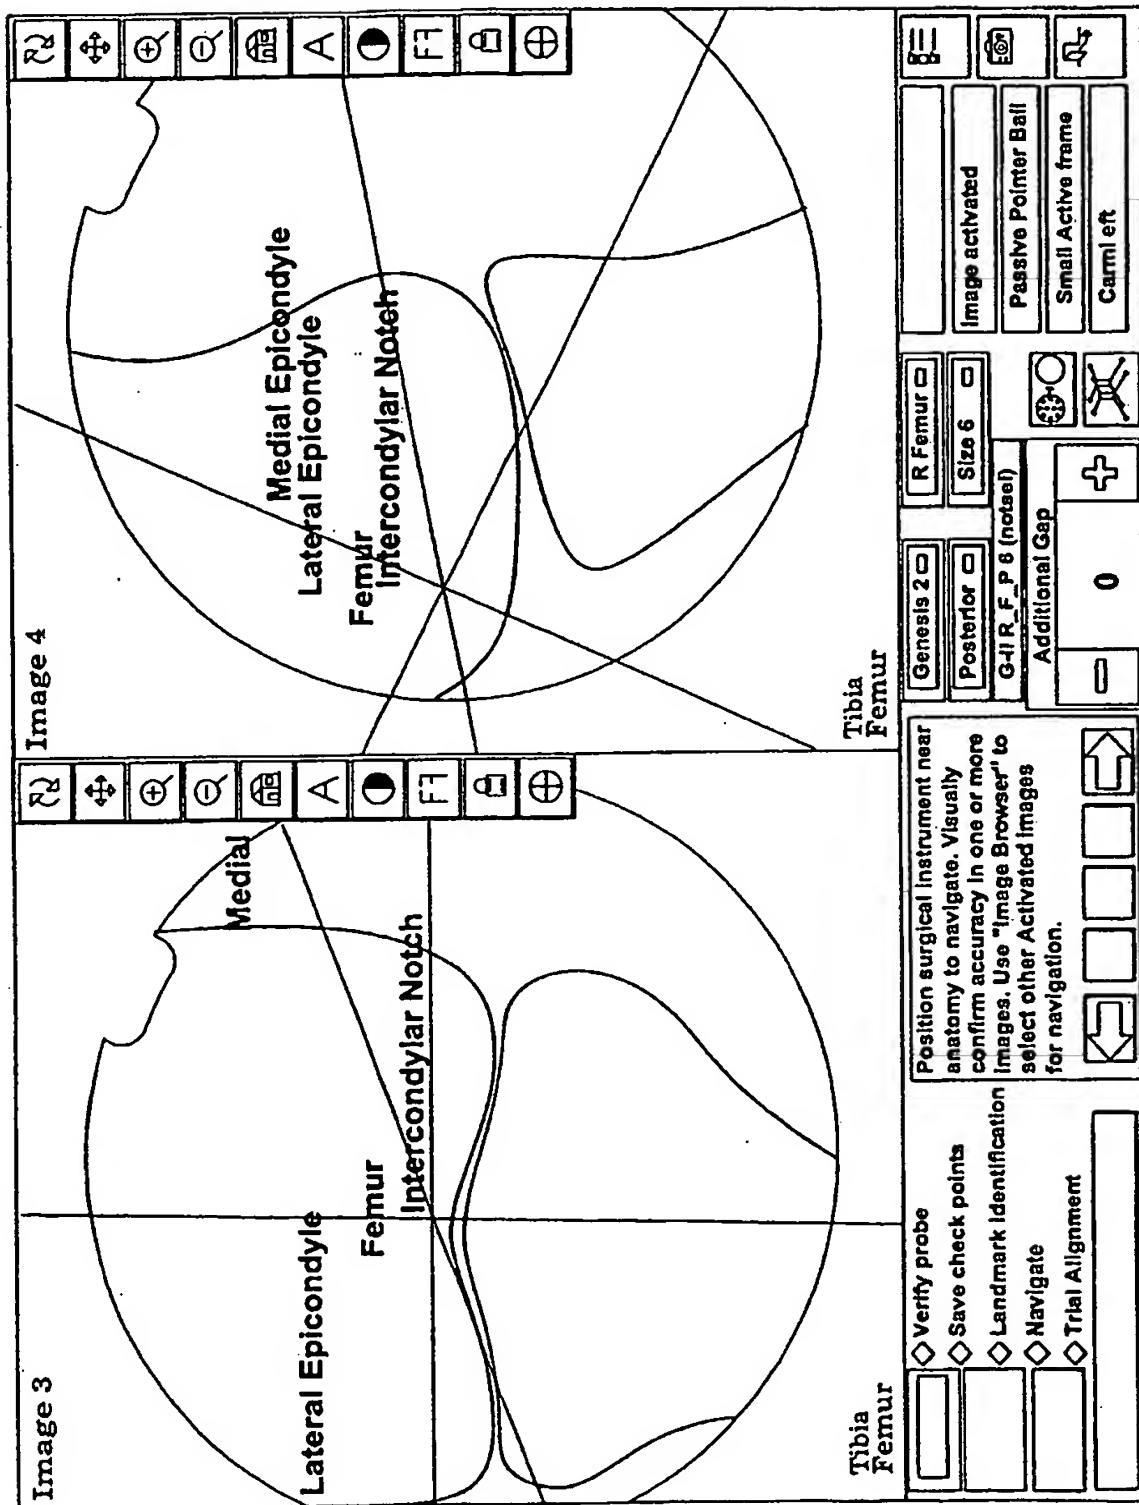 Image 3
Lateral Epicondyle
Medial
Femur
Intercondylar Notch
Tibia
Femur
A
Image 4
Medial Epicondyle
Lateral Epicondyle
Femur
Intercondylar Notch
Tibia
Femur
A
Verify probe
Save check points
Landmark Identification
Navigate
Trial Alignment
Position surgical instrument near
anatomy to navigate. Visually
confirm accuracy in one or more
images. Use "Image Browser" to
select other Activated images
for navigation.
Genesis 2
R Femur
Posterior
Size 6
G-II R_F_P 6 (notsel)
Additional Gap
0
Image activated
Passive Pointer Ball
Small Active frame
Carml eft